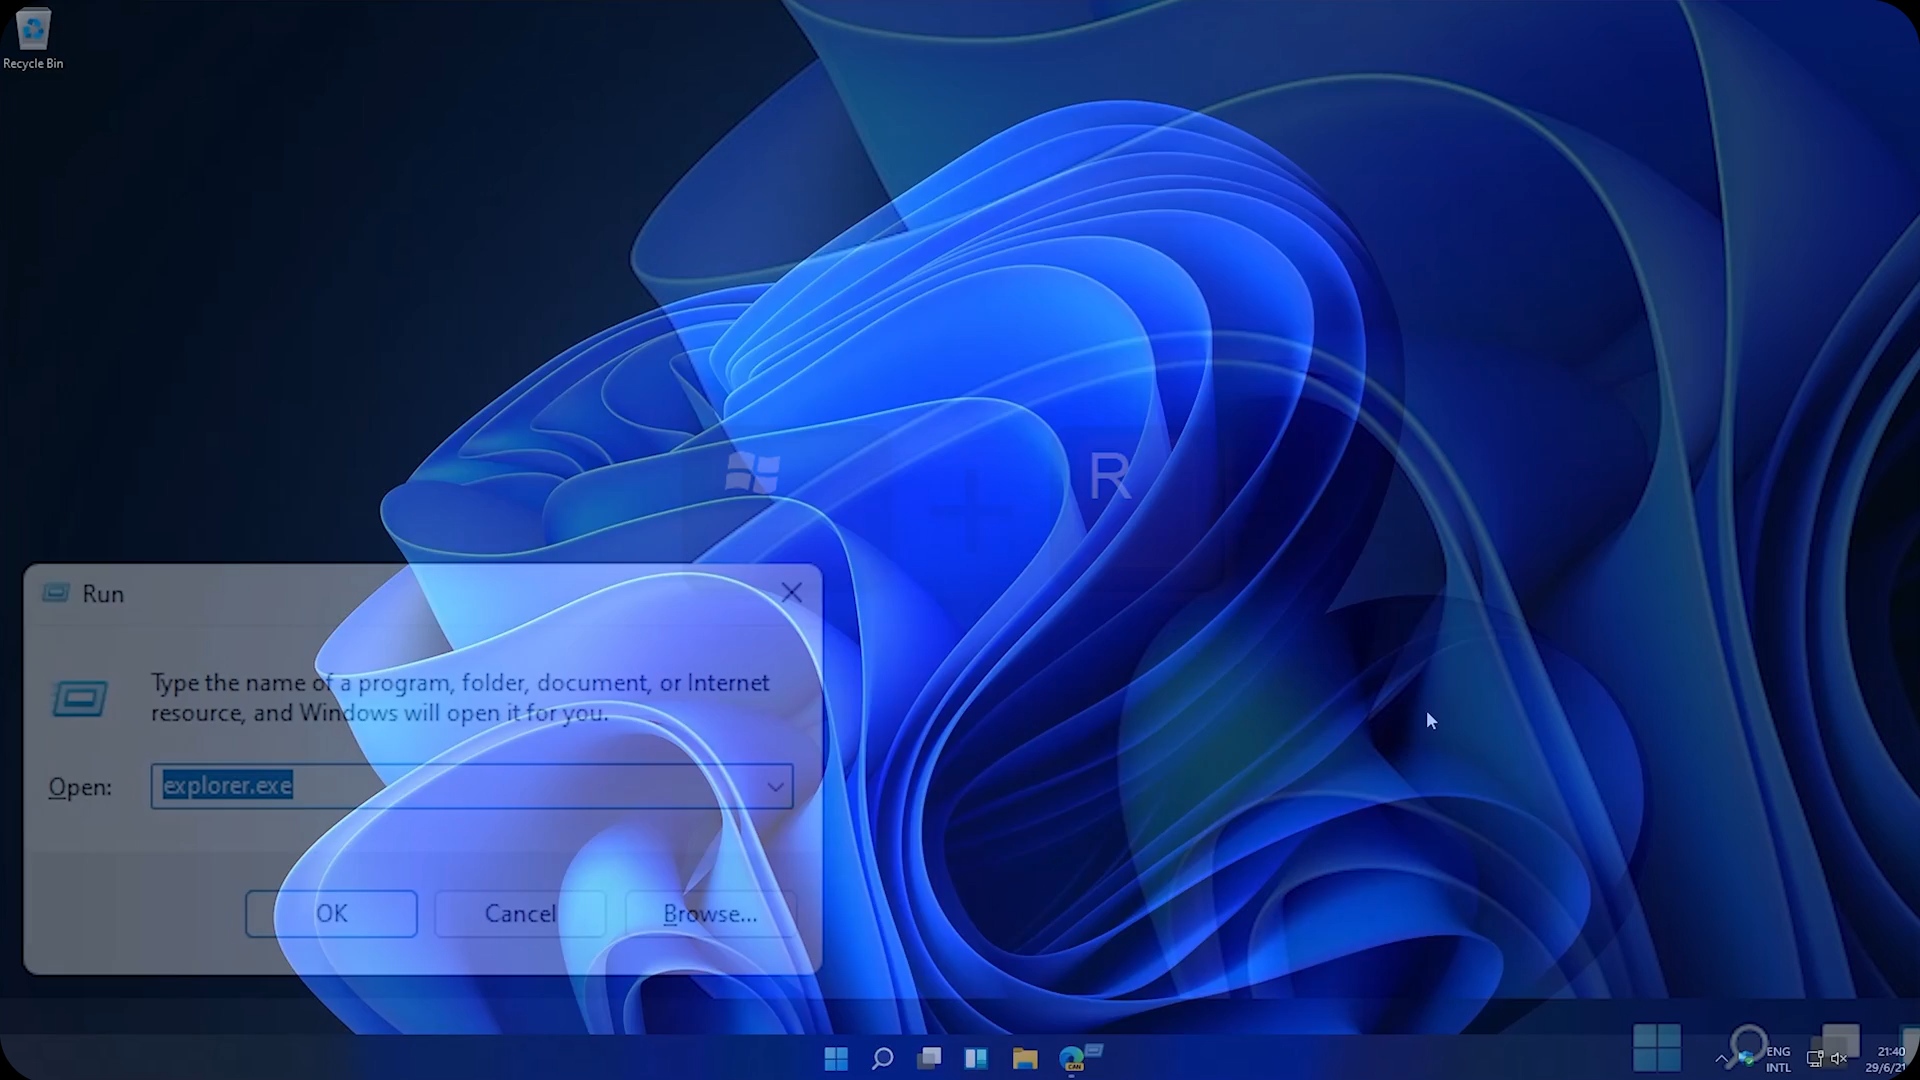 Recycle Bin
R
Run
Type the name of a program, folder, document, or Internet
resource, and Windows will open it for you.
Open:
explorer.exe
OK
Cancel
Browse...
CAN
ENG
INTL
21:40
29/6/21